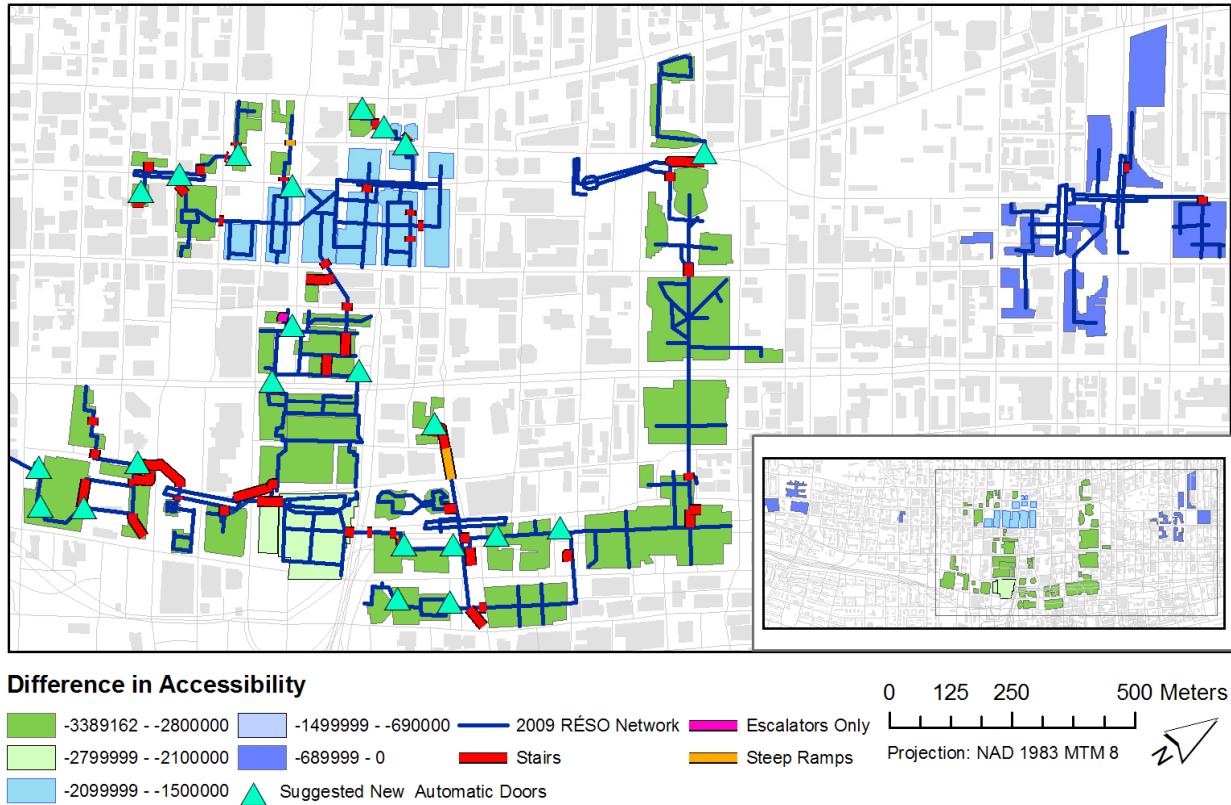 Difference in Accessibility
-3389162 - -2800000
-2799999 - -2100000
-2099999 - -1500000
-1499999 - -690000
-689999 - 0
Suggested New Automatic Doors
2009 RÉSO Network
Stairs
Escalators Only
Steep Ramps
0 125 250 500 Meters
Projection: NAD 1983 MTM 8
N